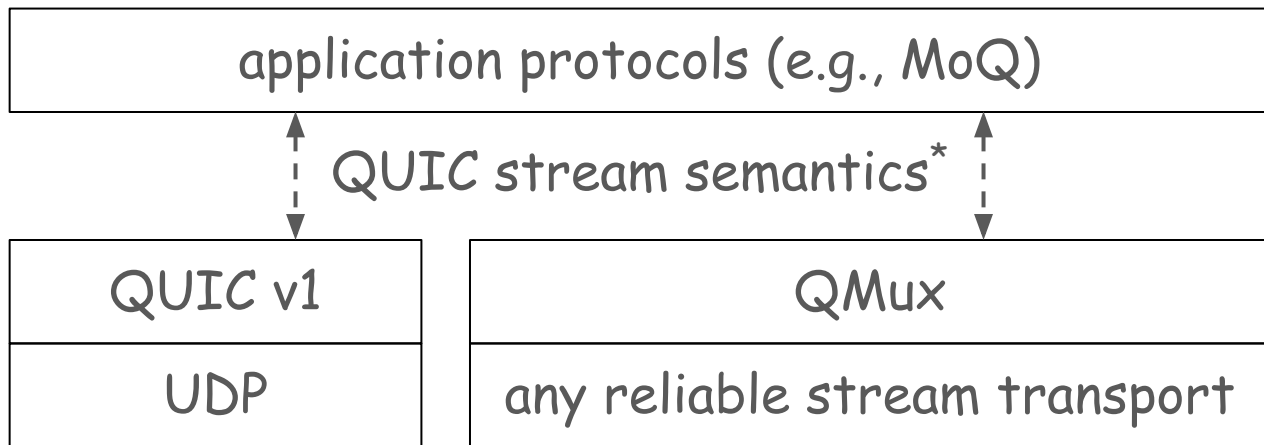 application protocols (e.g., MoQ)
QUIC stream semantics*
QUIC v1
QMux
UDP
any reliable stream transport